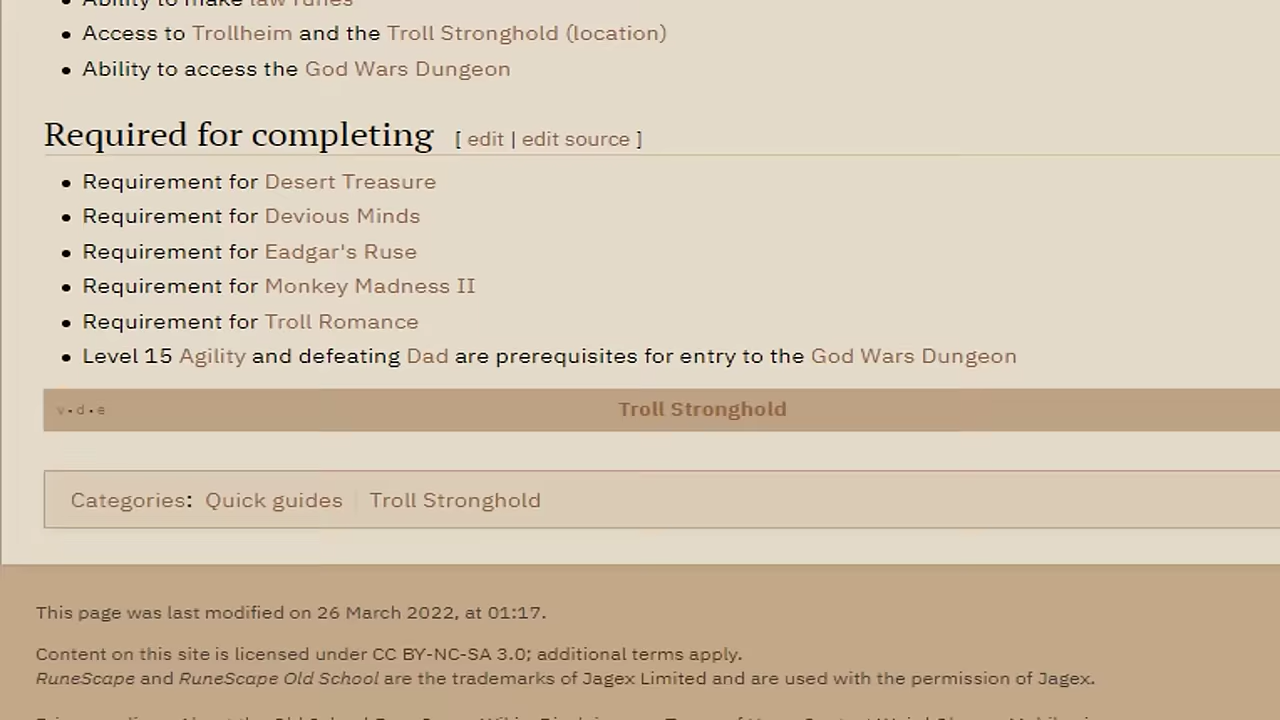 Ability to make law runes
Access to Trollheim and the Troll Stronghold (location)
Ability to access the God Wars Dungeon
Required for completing [ edit | edit source ]
Requirement for Desert Treasure
Requirement for Devious Minds
Requirement for Eadgar's Ruse
Requirement for Monkey Madness II
Requirement for Troll Romance
Level 15 Agility and defeating Dad are prerequisites for entry to the God Wars Dungeon
v • d • e
Troll Stronghold
Categories: Quick guides | Troll Stronghold
This page was last modified on 26 March 2022, at 01:17.
Content on this site is licensed under CC BY-NC-SA 3.0; additional terms apply.
RuneScape and RuneScape Old School are the trademarks of Jagex Limited and are used with the permission of Jagex.